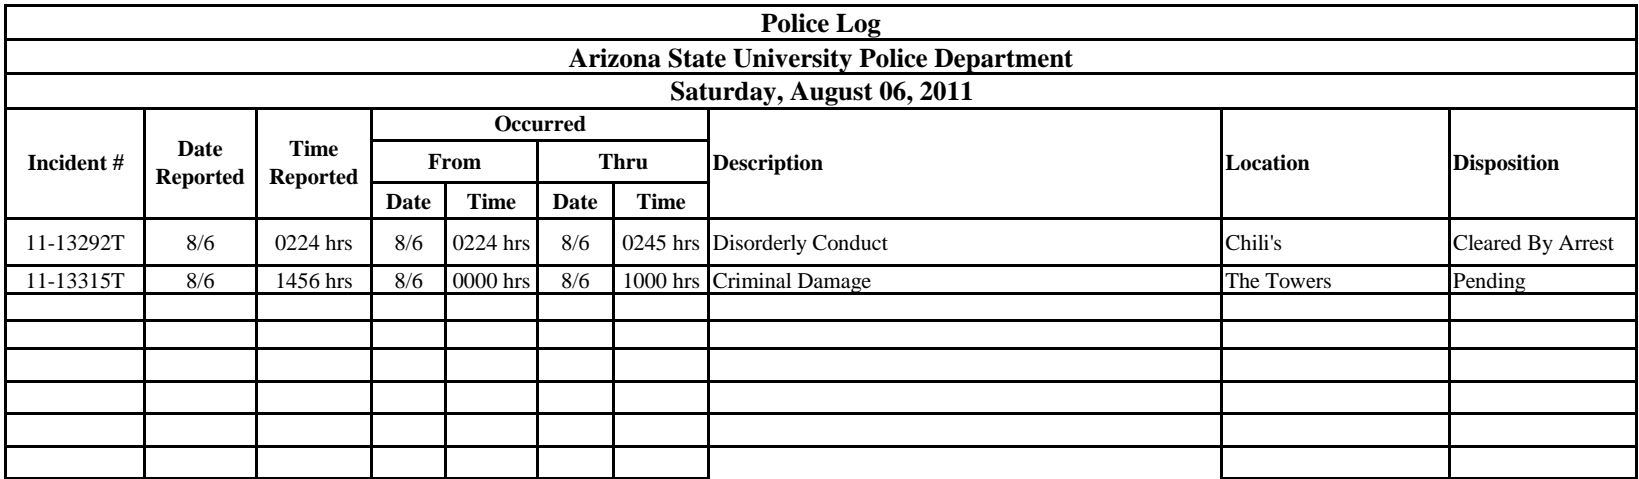 Police Log
Arizona State University Police Department
Saturday, August 06, 2011
Incident # Date Reported Time Reported Occurred Description Location Disposition
From Thru
Date Time Date Time
11-13292T 8/6 0224 hrs 8/6 0224 hrs 8/6 0245 hrs Disorderly Conduct Chili's Cleared By Arrest
11-13315T 8/6 1456 hrs 8/6 0000 hrs 8/6 1000 hrs Criminal Damage The Towers Pending